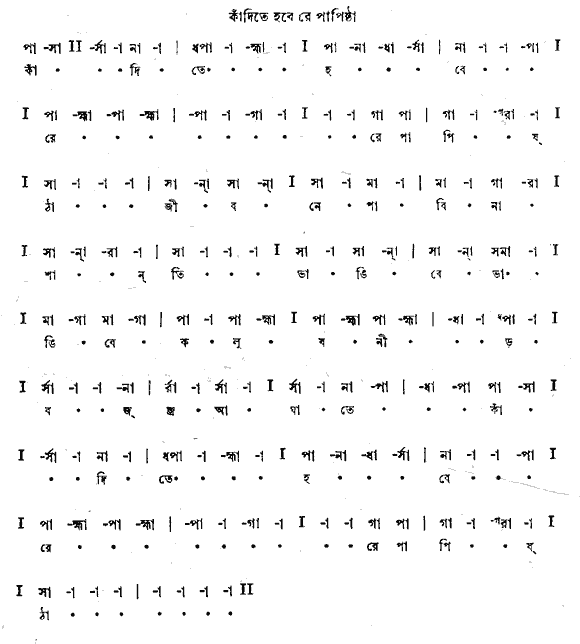 কাঁদিতে হবে রে পাপিষ্ঠা
পা -সা II -র্সা -া না -া | ধপা -া -হ্মা -া I পা -না -ধা -র্সা | না -া -া -পা I
কাঁ • • • দি • তে • • • হ • • • বে • • •
I পা -হ্মা -পা -হ্মা | -পা -া -গা -া I -া -া গা পা | গা -া -পরা -া I
রে • • • • • • • • • রে পা পি • • ষ্
I সা -া -া -া | সা -ন্া সা -ন্া I সা -া মা -া | মা -া গা -রা I
ঠা • • • জী • ব • নে • পা • বি • না •
I সা -ন্া -রা -া | সা -া -া -া I সা -া সা -ন্া | সা -ন্া সমা -া I
শা • ন্ • তি • • • ভা • ঙি • বে • ভা• •
I মা -গা মা -গা | পা -া পা -হ্মা I পা -হ্মা পা -হ্মা | -ধা -া ধপা -া I
ঙি • বে • ক • লু • ষ • নী • • • ড় •
I র্সা -া -া -না | র্রা -া র্সা -া I র্সা -া না -পা | -ধা -পা পা -সা I
ব • • জ্ জ্র • আ • ঘা • তে • • • কাঁ •
I -র্সা -া না -া | ধপা -া -হ্মা -া I পা -না -ধা -র্সা | না -া -া -পা I
• • দি • তে• • • • হ • • • বে • • •
I পা -হ্মা -পা -হ্মা | -পা -া -গা -া I -া -া গা পা | গা -া -পরা -া I
রে • • • • • • • • • রে পা পি • • ষ্
I সা -া -া -া | -া -া -া -া II
ঠা • • • • • • •